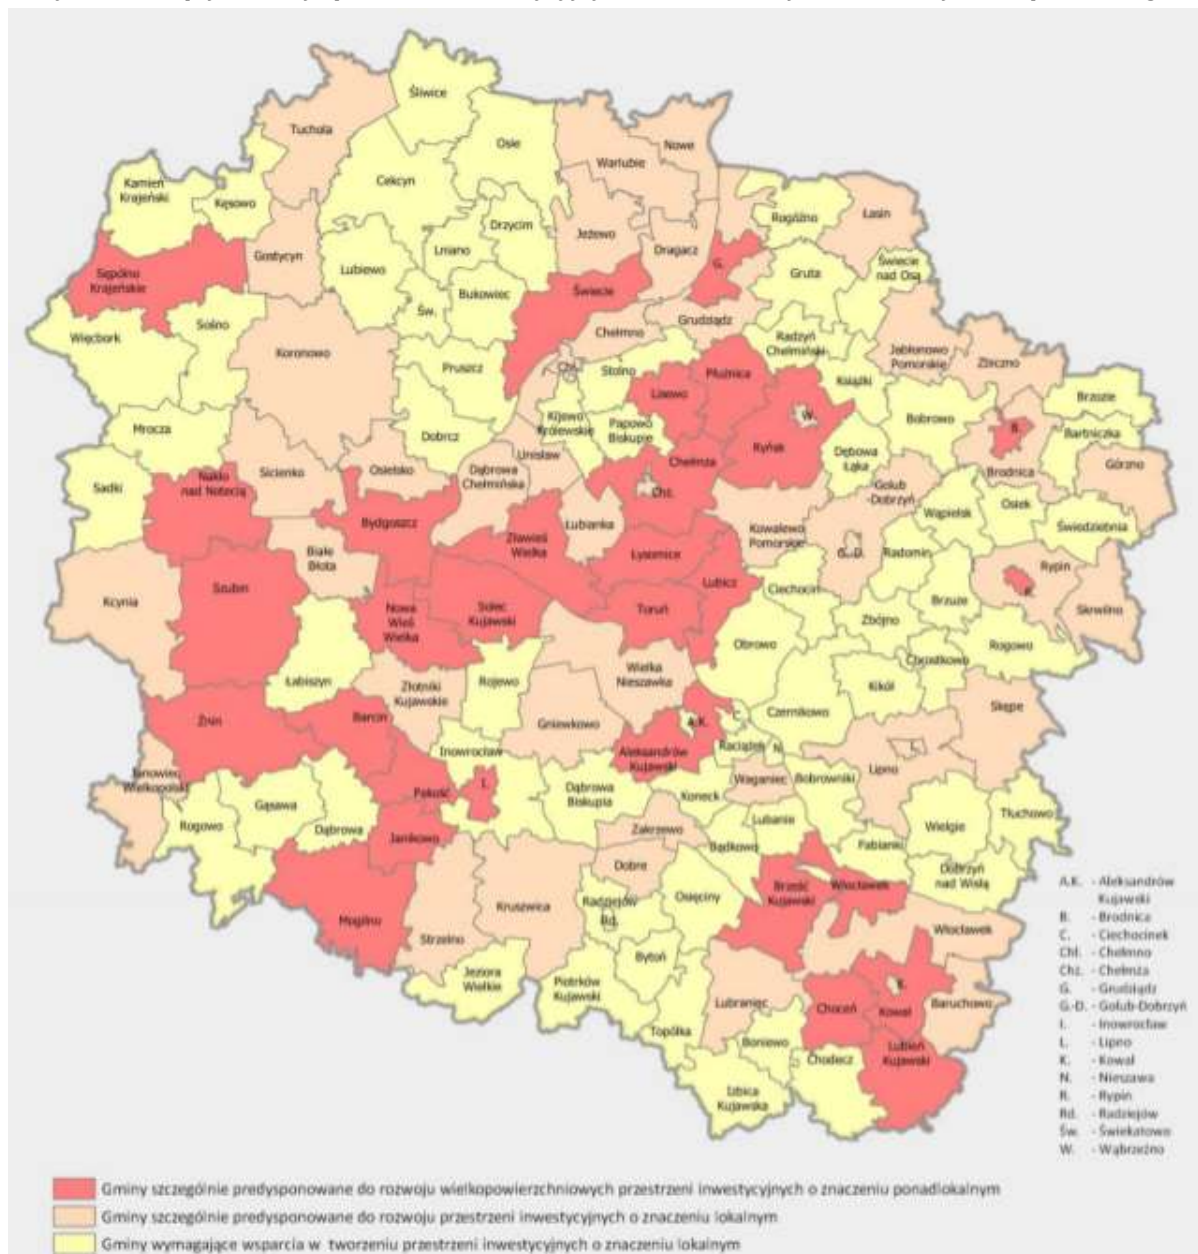 Śliwice
Tuchola
Osie
Nowe
Warlubie
Cekcyn
Kamień
Krajeński
Kęsowo
Rogóźno
Łasin
Drzycim
Jeżewo
Lniano
Dragacz
Gostycyn
Świecie
nad Osą
Lubiewo
G.
Gruta
Sępólno
Krajeńskie
Bukowiec
Świecie
Św.
Grudziądz
Sośno
Chełmno
Więcbork
Radzyń
Chełmiński
Koronowo
Jabłonowo
Pomorskie
Zbiczno
Chł.
Stolno
Płużnica
Pruszcz
Książki
Lisewo
Brzozie
Kijewo
Królewskie
W.
Bobrowo
Papowo
Biskupie
B.
Mrocza
Dobrcz
Bartniczka
Ryńsk
Unisław
Dębowa
Łąka
Chełmża
Górzno
Osielsko
Dąbrowa
Chełmińska
Sicienko
Brodnica
Nakło
nad Notecią
Golub
-Dobrzyń
Sadki
Chż.
Osiek
Wąpielsk
Bydgoszcz
Lubianka
Świedziebnia
Kowalewo
Pomorskie
Zławieś
Wielka
Białe
Błota
Łysomice
G.-D.
Radomin
Rypin
Lubicz
Szubin
Ciechocin
R.
Kcynia
Brzuze
Nowa
Wieś
Wielka
Solec
Kujawski
Toruń
Skrwilno
Zbójno
Obrowo
Rogowo
Chrostkowo
Wielka
Nieszawka
Łabiszyn
Rojewo
Kikół
Złotniki
Kujawskie
Skępe
Żnin
Barcin
Gniewkowo
A.K.
C.
Czernikowo
Inowrocław
Aleksandrów
Kujawski
Raciążek
N.
L.
Lipno
Janowiec
Wielkopolski
Waganiec
Bobrowniki
I.
Pakość
Dąbrowa
Biskupia
Koneck
Gąsawa
Tłuchowo
Lubanie
Rogowo
Dąbrowa
Zakrzewo
Wielgie
Janikowo
Bądkowo
Fabianki
Dobre
Dobrzyń
nad Wisłą
Brześć
Kujawski
Włocławek
Osięciny
Kruszwica
Radziejów
Rd.
Mogilno
Włocławek
Strzelno
Bytoń
Jeziora
Wielkie
Piotrków
Kujawski
K.
Lubraniec
Choceń
Kowal
Baruchowo
Topólka
Boniewo
Lubień
Kujawski
Chodecz
Izbica
Kujawska
A.K. - Aleksandrów
Kujawski
B. - Brodnica
C. - Ciechocinek
Chł. - Chełmno
Chż. - Chełmża
G. - Grudziądz
G.-D. - Golub-Dobrzyń
I. - Inowrocław
L. - Lipno
K. - Kowal
N. - Nieszawa
R. - Rypin
Rd. - Radziejów
Św. - Świekatowo
W. - Wąbrzeźno
Gminy szczególnie predysponowane do rozwoju wielkopowierzchniowych przestrzeni inwestycyjnych o znaczeniu ponadlokalnym
Gminy szczególnie predysponowane do rozwoju przestrzeni inwestycyjnych o znaczeniu lokalnym
Gminy wymagające wsparcia w tworzeniu przestrzeni inwestycyjnych o znaczeniu lokalnym